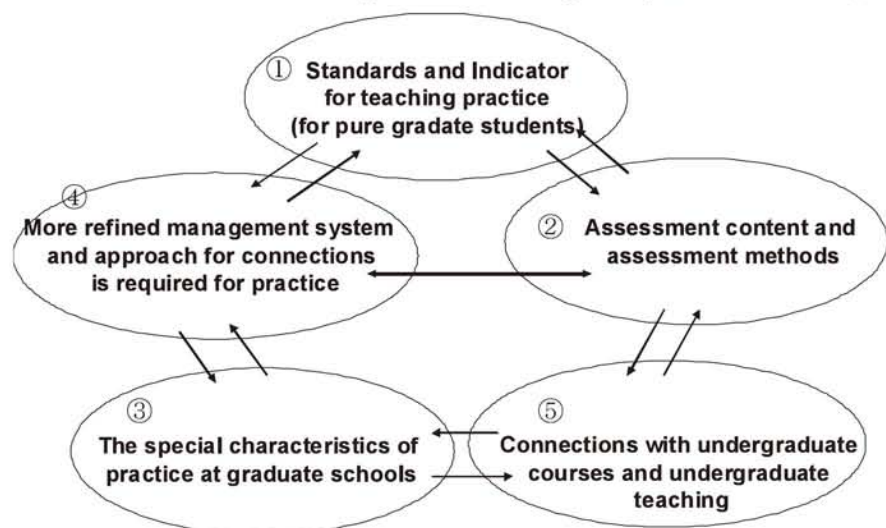 ① Standards and Indicator
for teaching practice
(for pure gradate students)
④
More refined management system
and approach for connections
is required for practice
② Assessment content and
assessment methods
③
The special characteristics of
practice at graduate schools
⑤
Connections with undergraduate
courses and undergraduate
teaching